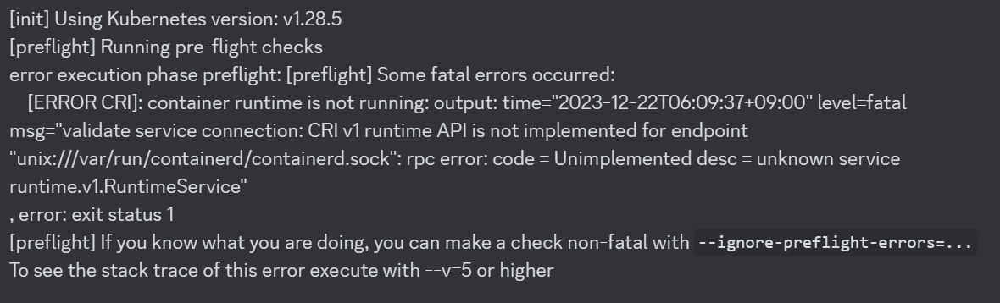 [init] Using Kubernetes version: v1.28.5
[preflight] Running pre-flight checks
error execution phase preflight: [preflight] Some fatal errors occurred:
[ERROR CRI]: container runtime is not running: output: time="2023-12-22T06:09:37+09:00" level=fatal
msg="validate service connection: CRI v1 runtime API is not implemented for endpoint
"unix:///var/run/containerd/containerd.sock": rpc error: code = Unimplemented desc = unknown service
runtime.v1.RuntimeService"
, error: exit status 1
[preflight] If you know what you are doing, you can make a check non-fatal with --ignore-preflight-errors=...
To see the stack trace of this error execute with --v=5 or higher